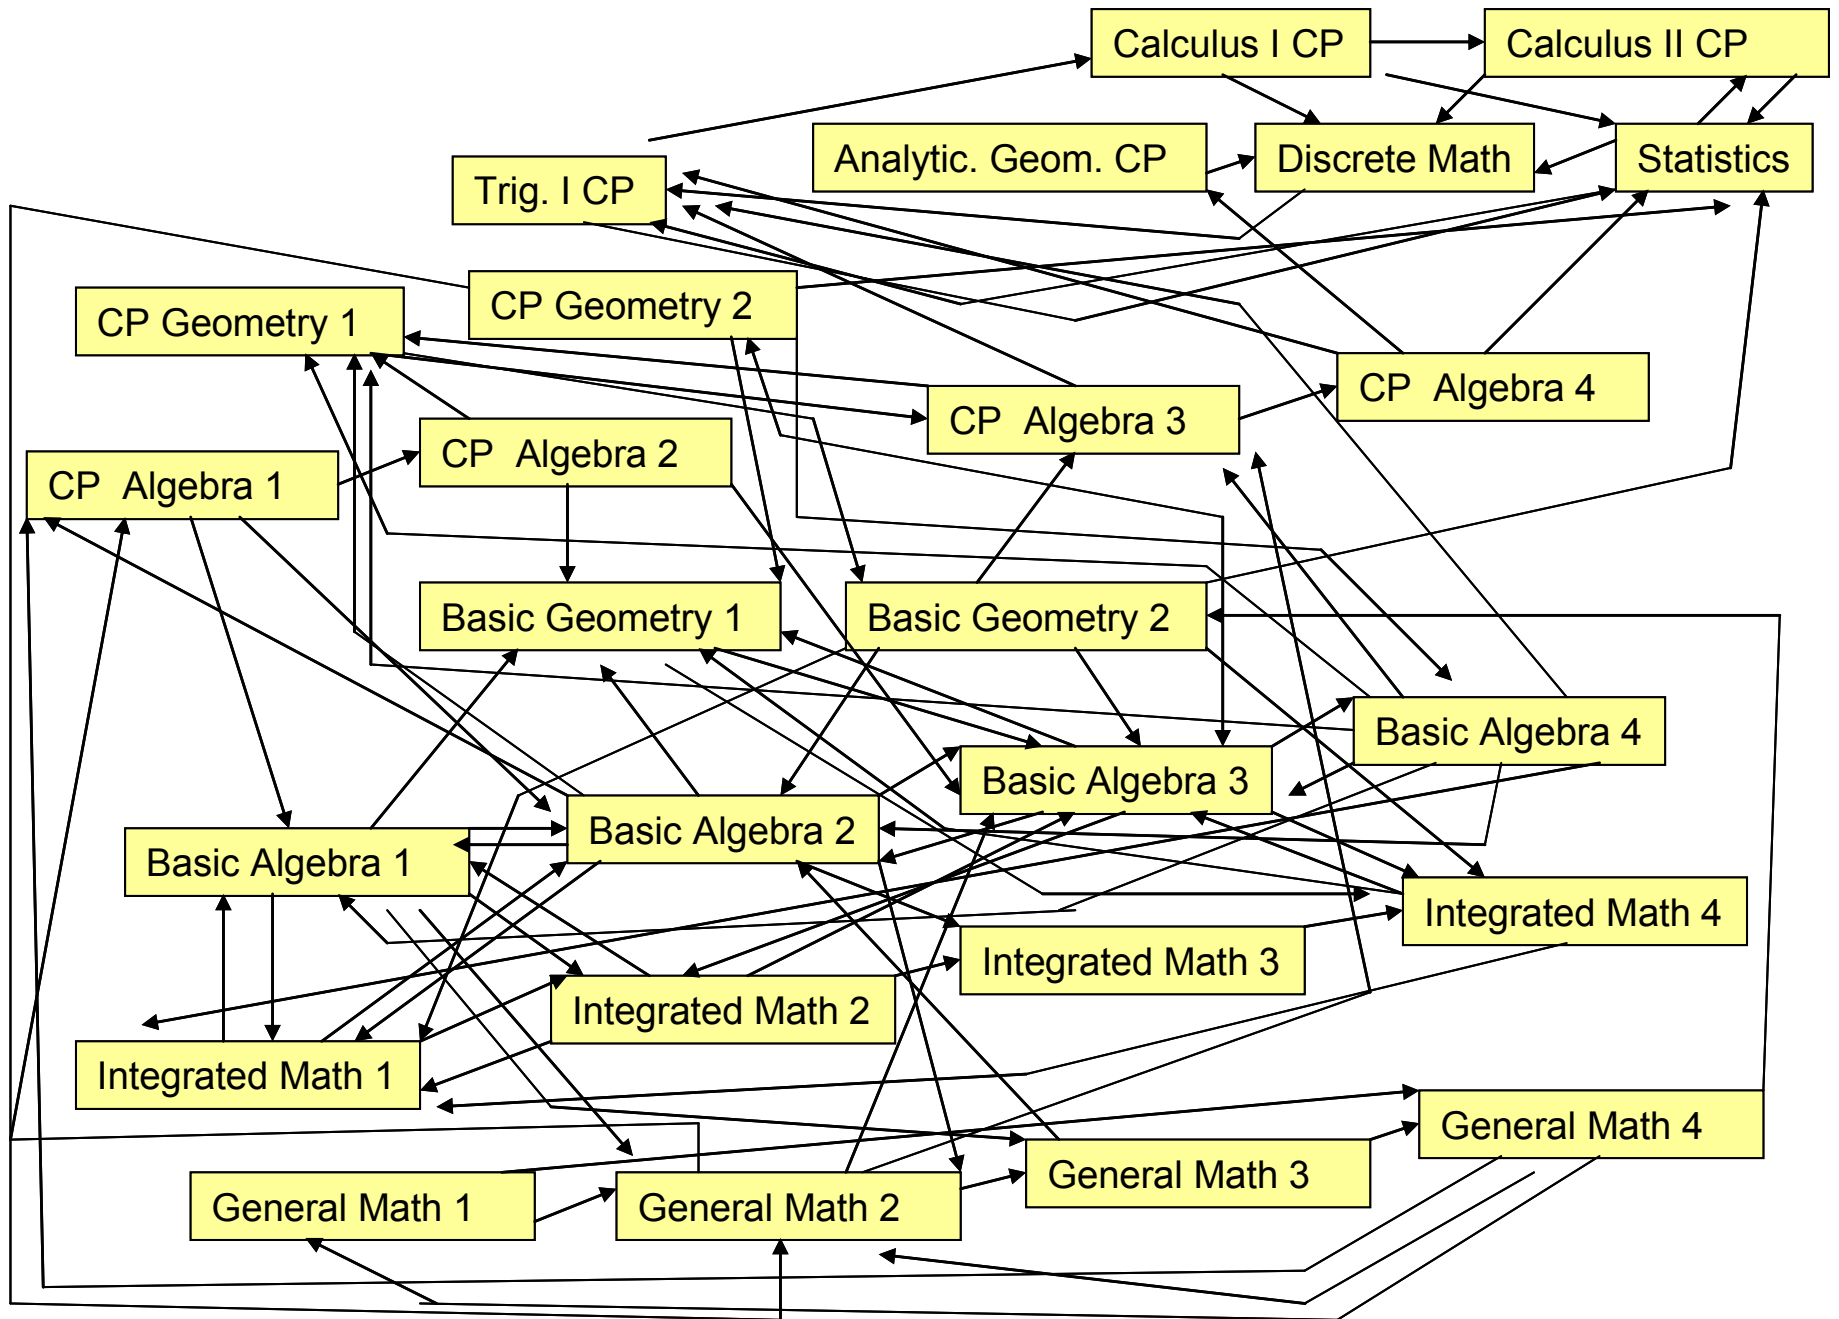 Calculus I CP
Calculus II CP
Analytic. Geom. CP
Discrete Math
Statistics
Trig. I CP
CP Geometry 2
CP Geometry 1
CP Algebra 4
CP Algebra 3
CP Algebra 2
CP Algebra 1
Basic Geometry 1
Basic Geometry 2
Basic Algebra 4
Basic Algebra 3
Basic Algebra 2
Basic Algebra 1
Integrated Math 4
Integrated Math 3
Integrated Math 2
Integrated Math 1
General Math 4
General Math 3
General Math 1
General Math 2